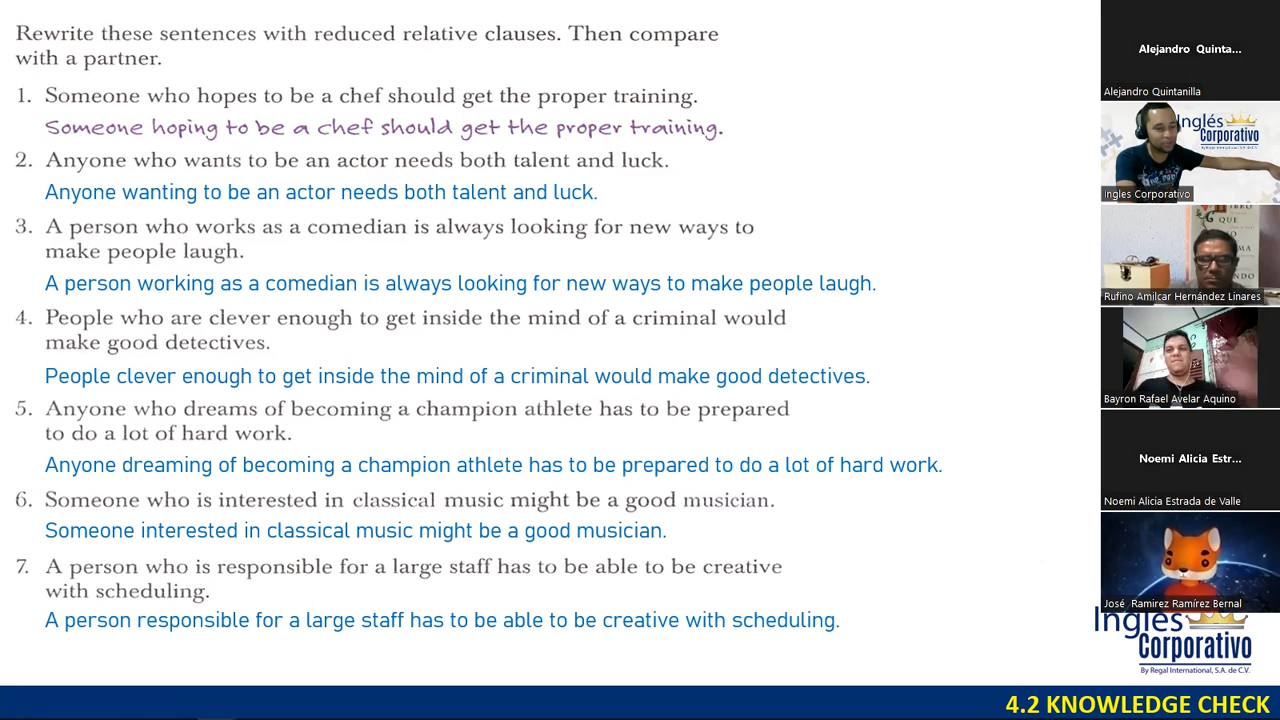 Rewrite these sentences with reduced relative clauses. Then compare
with a partner.
1. Someone who hopes to be a chef should get the proper training.
Someone hoping to be a chef should get the proper training.
2. Anyone who wants to be an actor needs both talent and luck.
Anyone wanting to be an actor needs both talent and luck.
3. A person who works as a comedian is always looking for new ways to
make people laugh.
A person working as a comedian is always looking for new ways to make people laugh.
4. People who are clever enough to get inside the mind of a criminal would
make good detectives.
People clever enough to get inside the mind of a criminal would make good detectives.
5. Anyone who dreams of becoming a champion athlete has to be prepared
to do a lot of hard work.
Anyone dreaming of becoming a champion athlete has to be prepared to do a lot of hard work.
6. Someone who is interested in classical music might be a good musician.
Someone interested in classical music might be a good musician.
7. A person who is responsible for a large staff has to be able to be creative
with scheduling.
A person responsible for a large staff has to be able to be creative with scheduling.
Alejandro Quinta...
Alejandro Quintanilla
Inglés
Corporativo
By Regal International, S.A. de C.V.
Ingles Corporativo
QUE
Rufino Amilcar Hernández Linares
Bayron Rafael Avelar Aquino
Noemi Alicia Estr...
Noemi Alicia Estrada de Valle
José Ramirez Ramírez Bernal
Inglés
Corporativo
By Regal International, S.A. de C.V.
4.2 KNOWLEDGE CHECK